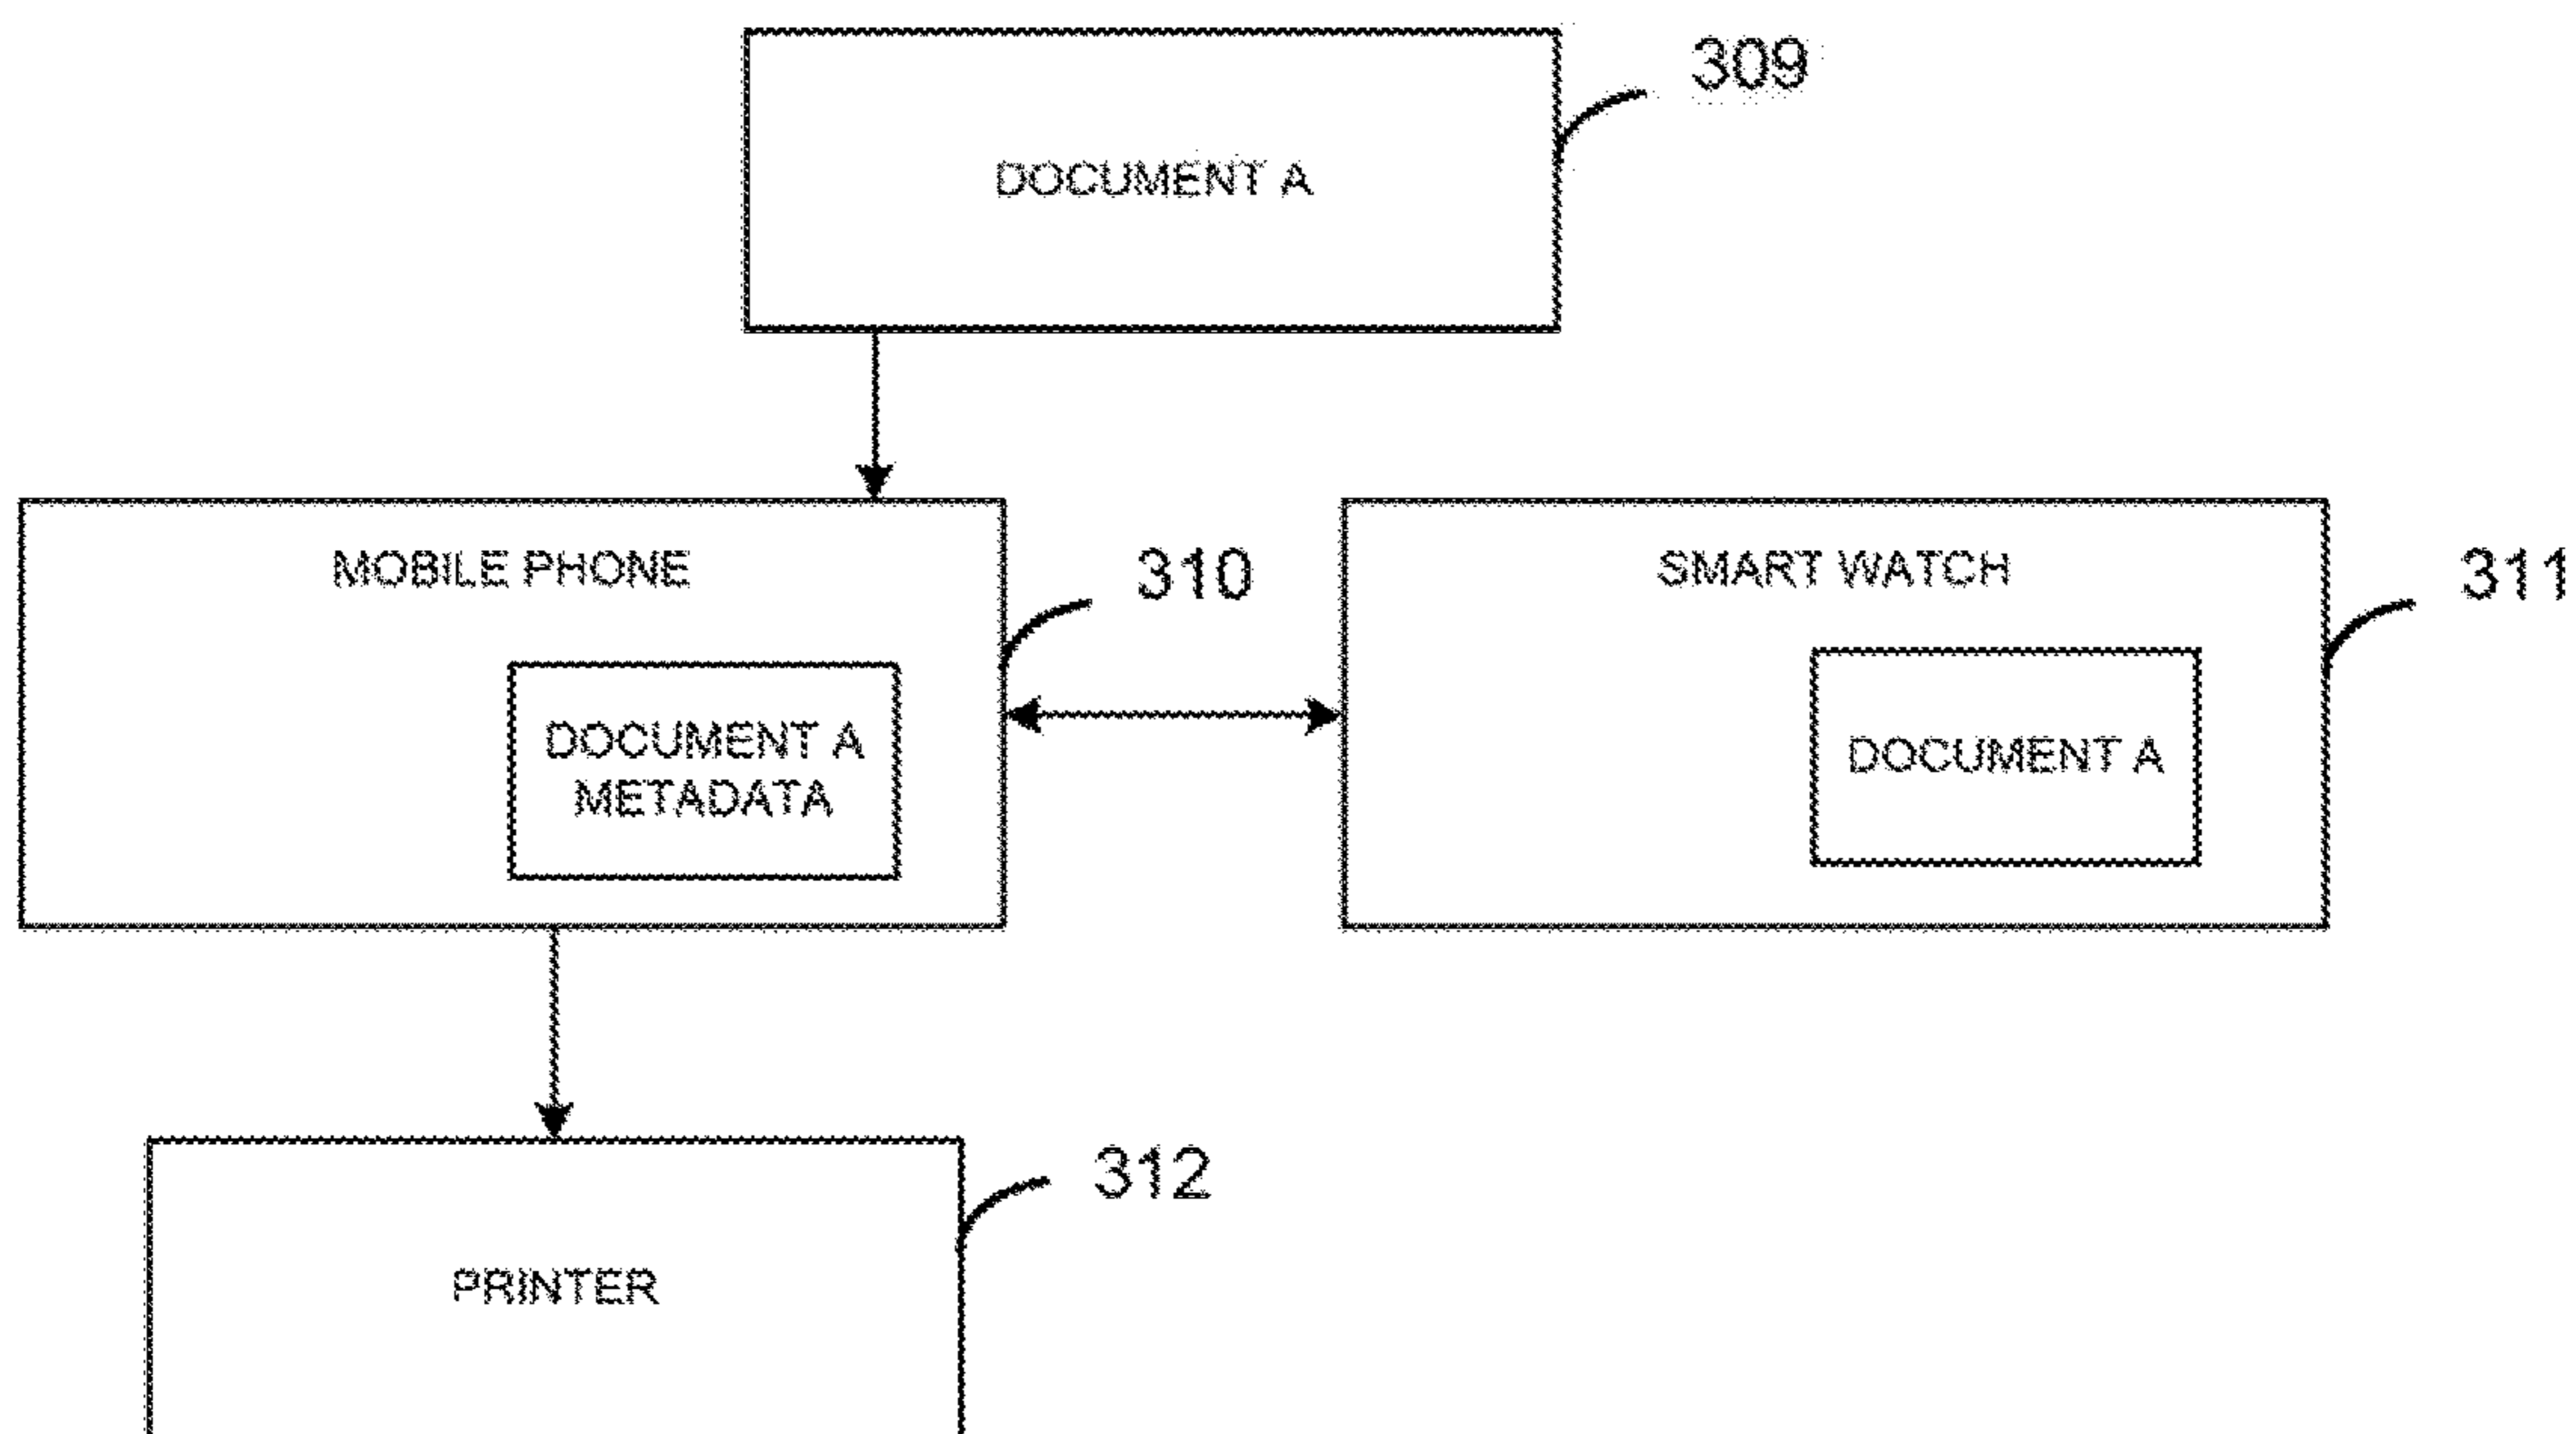 309
DOCUMENT A
MOBILE PHONE
310
SMART WATCH
311
DOCUMENT A
METADATA
DOCUMENT A
312
PRINTER